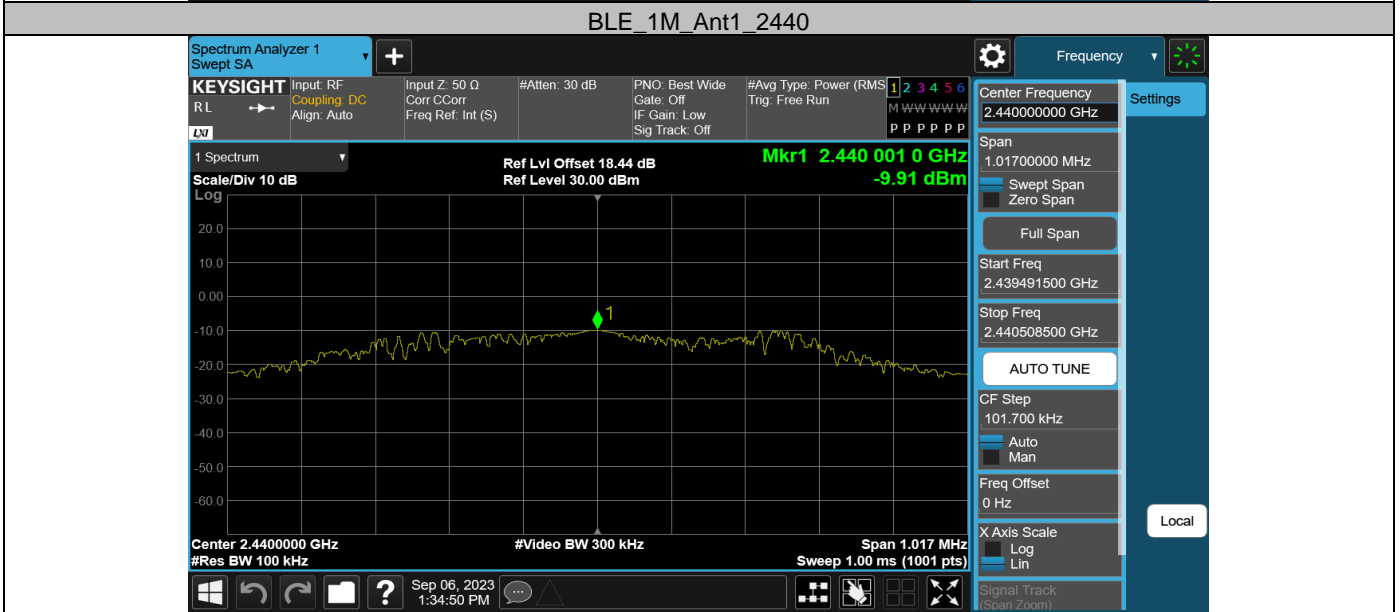 BLE_1M_Ant1_2440
Spectrum Analyzer 1
Swept SA
+
Frequency
KEYSIGHT
R L
LXI
Input: RF
Coupling: DC
Align: Auto
Input Z: 50 Ω
Corr CCorr
Freq Ref: Int (S)
#Atten: 30 dB
PNO: Best Wide
Gate: Off
IF Gain: Low
Sig Track: Off
#Avg Type: Power (RMS
Trig: Free Run
1 2 3 4 5 6
M W W W W W
P P P P P P
1 Spectrum
Scale/Div 10 dB
Log
Ref Lvl Offset 18.44 dB
Ref Level 30.00 dBm
Mkr1 2.440 001 0 GHz
-9.91 dBm
20.0
10.0
0.00
-10.0
-20.0
-30.0
-40.0
-50.0
-60.0
1
Center 2.4400000 GHz
#Res BW 100 kHz
#Video BW 300 kHz
Span 1.017 MHz
Sweep 1.00 ms (1001 pts)
Center Frequency
2.440000000 GHz
Span
1.01700000 MHz
Swept Span
Zero Span
Full Span
Start Freq
2.439491500 GHz
Stop Freq
2.440508500 GHz
AUTO TUNE
CF Step
101.700 kHz
Auto
Man
Freq Offset
0 Hz
X Axis Scale
Log
Lin
Signal Track
(Span Zoom)
Settings
Local
?
Sep 06, 2023
1:34:50 PM